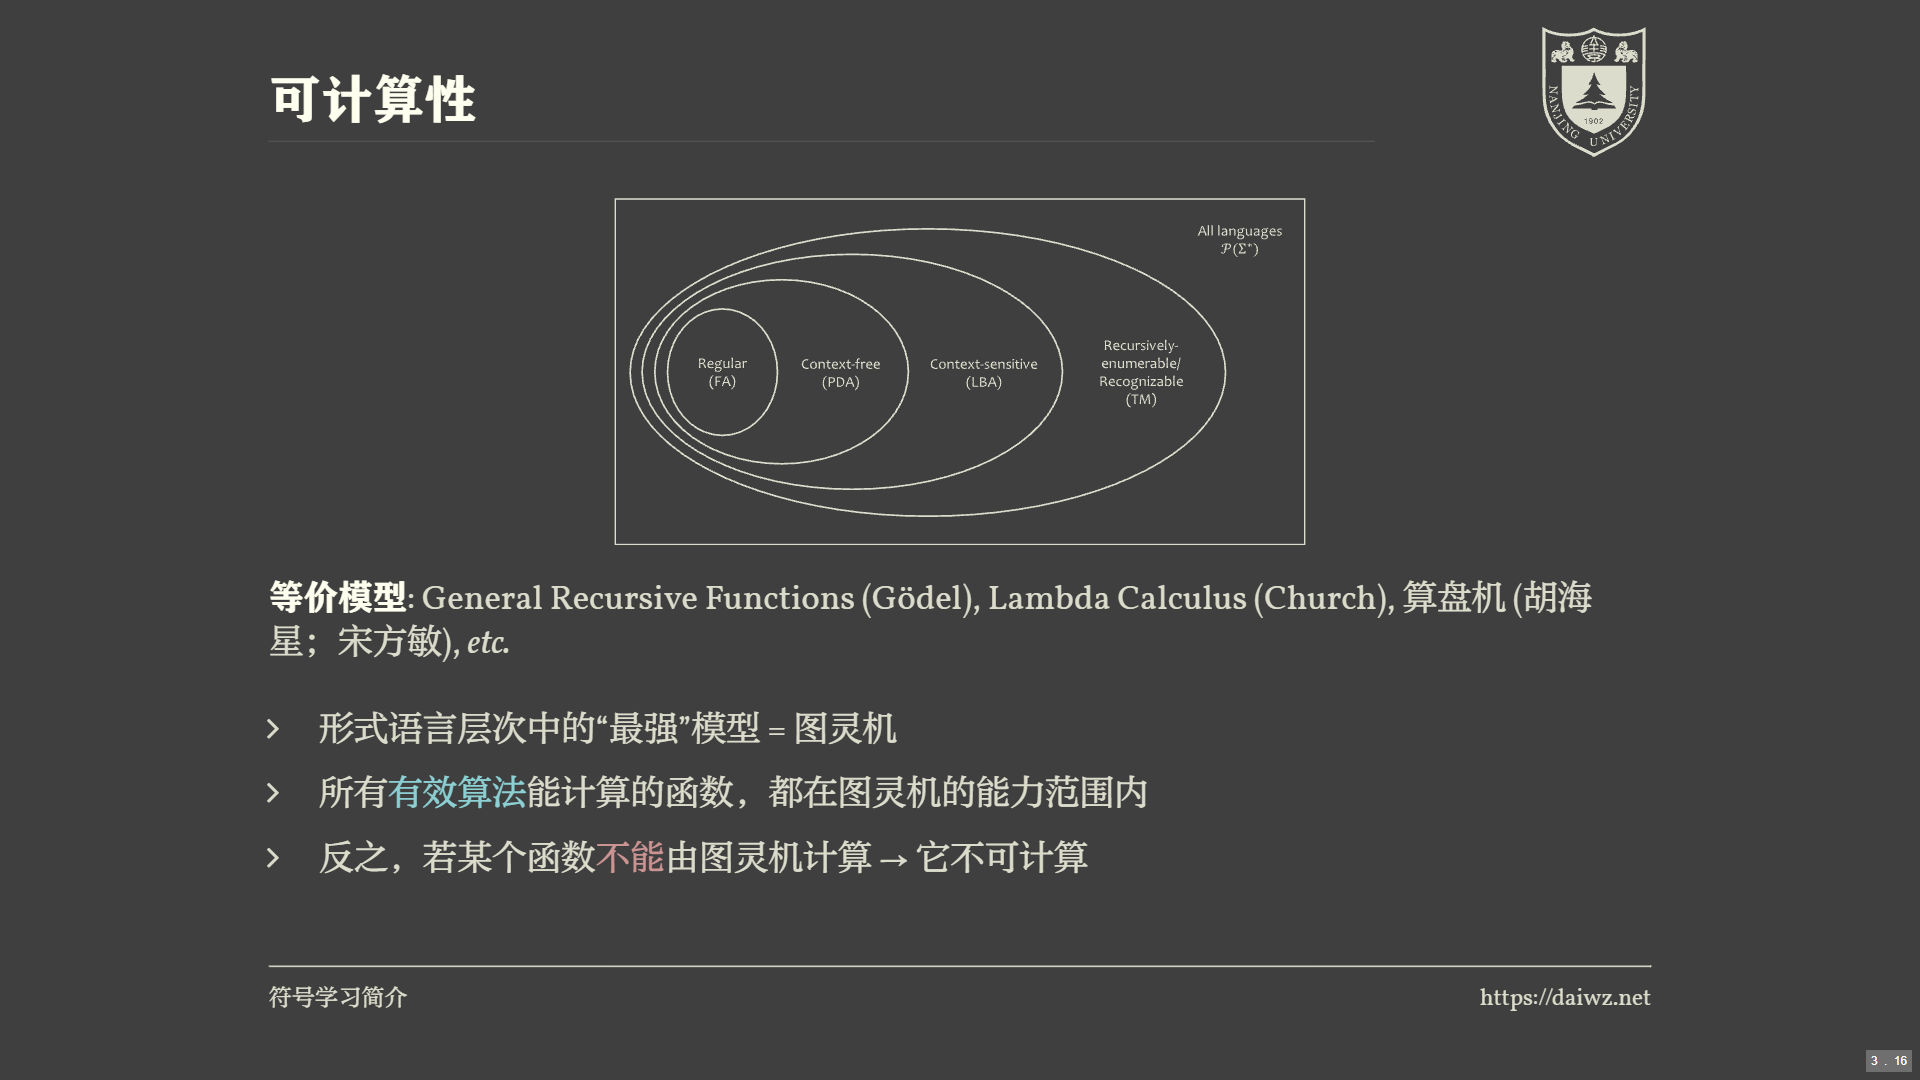 可计算性
NANJING UNIVERSITY
1902
All languages
𝒫(Σ*)
Regular
(FA)
Context-free
(PDA)
Context-sensitive
(LBA)
Recursively-
enumerable/
Recognizable
(TM)
等价模型: General Recursive Functions (Gödel), Lambda Calculus (Church), 算盘机 (胡海
星；宋方敏), etc.
形式语言层次中的“最强”模型 = 图灵机
所有有效算法能计算的函数，都在图灵机的能力范围内
反之，若某个函数不能由图灵机计算 → 它不可计算
符号学习简介
https://daiwz.net
3 . 16